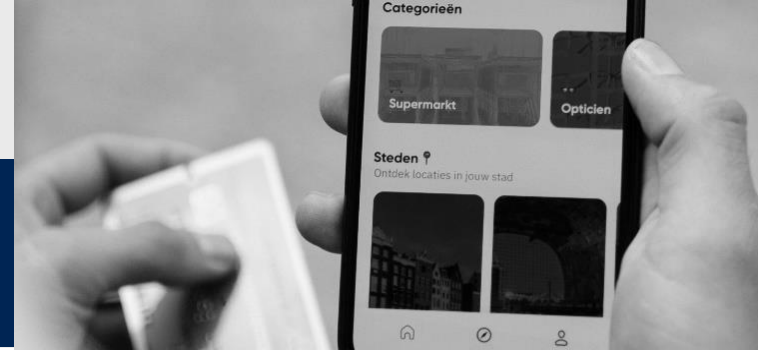 Categorieën
Supermarkt
Opticien
Steden
Ontdek locaties in jouw stad